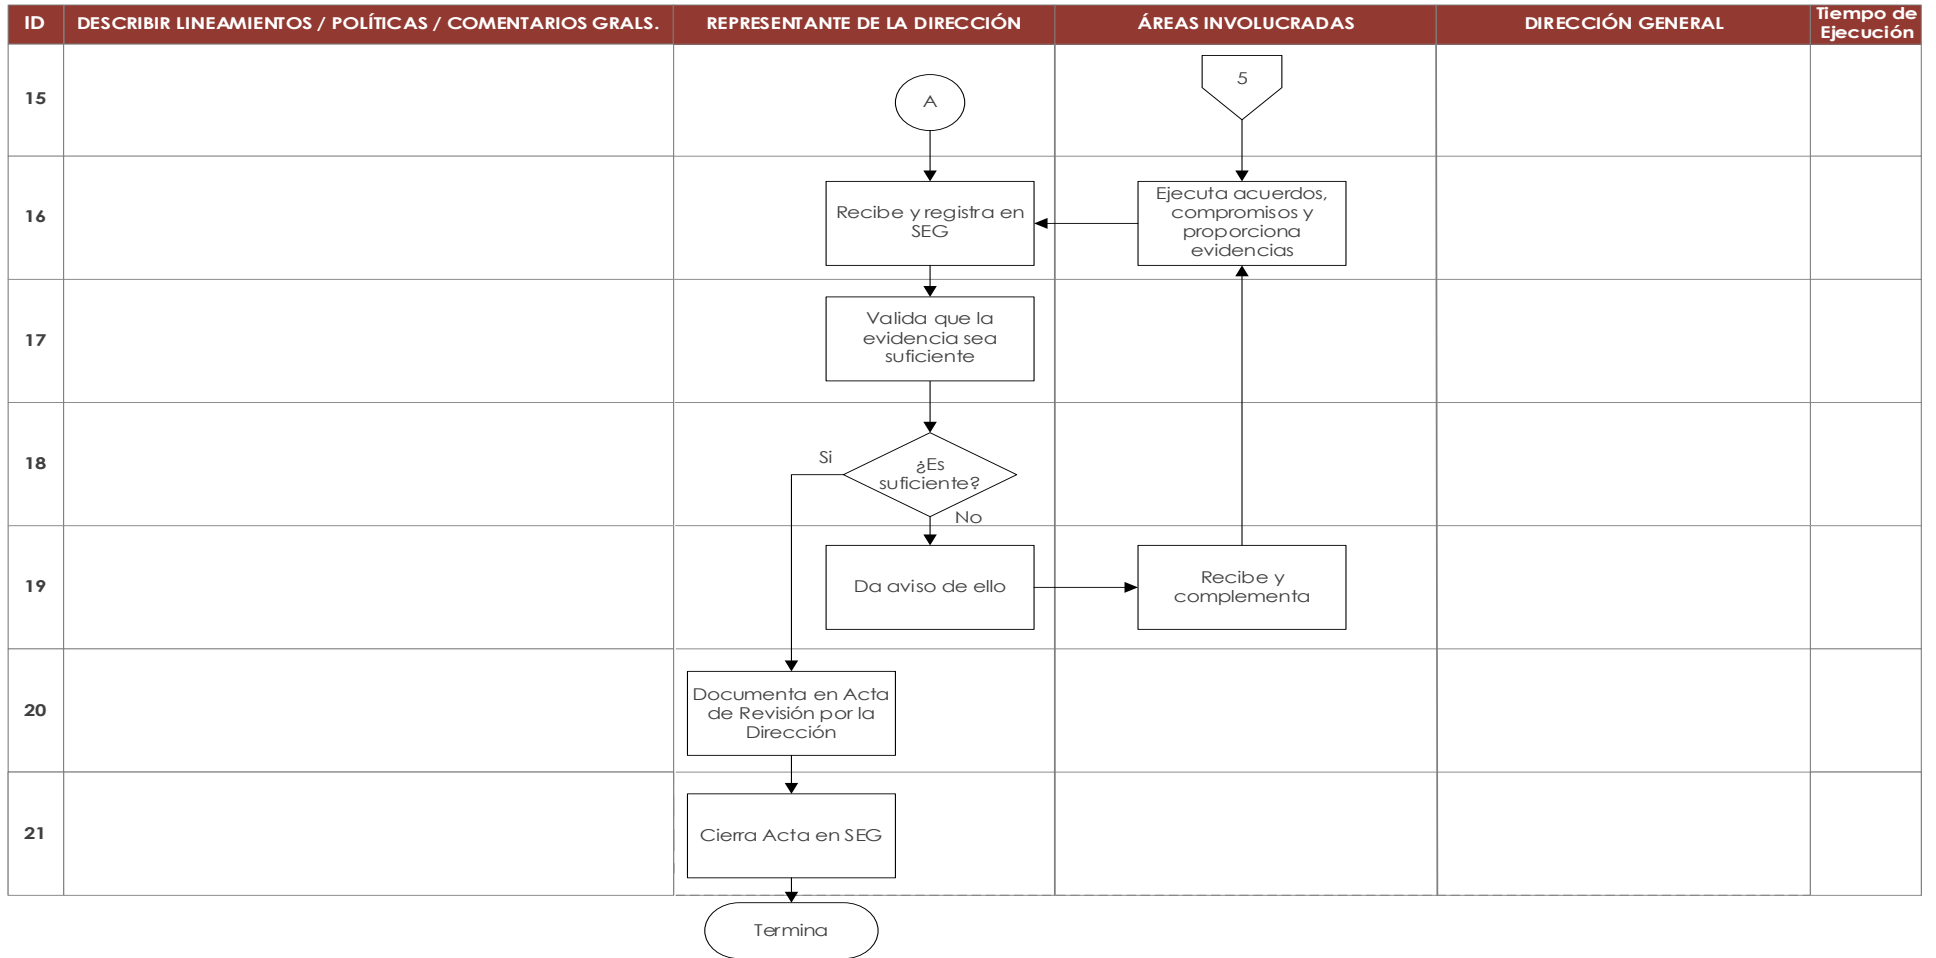 ID
DESCRIBIR LINEAMIENTOS / POLÍTICAS / COMENTARIOS GRALS.
REPRESENTANTE DE LA DIRECCIÓN
ÁREAS INVOLUCRADAS
DIRECCIÓN GENERAL
Tiempo de
Ejecución
15
A
5
16
Recibe y registra en
SEG
Ejecuta acuerdos,
compromisos y
proporciona
evidencias
17
Valida que la
evidencia sea
suficiente
18
Si
¿Es
suficiente?
No
19
Da aviso de ello
Recibe y
complementa
20
Documenta en Acta
de Revisión por la
Dirección
21
Cierra Acta en SEG
Termina